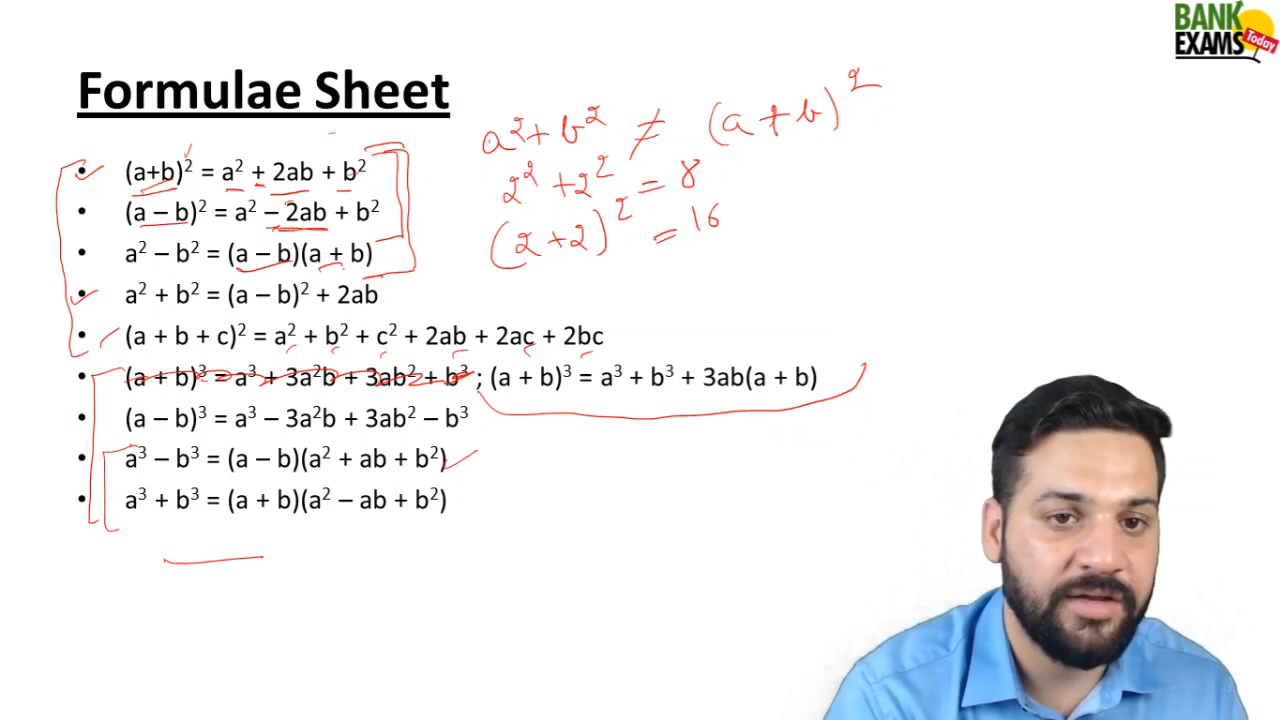 BANK
EXAMS
Today
Formulae Sheet
a² + b² ≠ (a + b)²
2² + 2² = 8
(2 + 2)² = 16
• (a+b)² = a² + 2ab + b²
• (a – b)² = a² – 2ab + b²
• a² – b² = (a – b)(a + b)
• a² + b² = (a – b)² + 2ab
• (a + b + c)² = a² + b² + c² + 2ab + 2ac + 2bc
• (a + b)³ = a³ + 3a²b + 3ab² + b³ ; (a + b)³ = a³ + b³ + 3ab(a + b)
• (a – b)³ = a³ – 3a²b + 3ab² – b³
• a³ – b³ = (a – b)(a² + ab + b²)
• a³ + b³ = (a + b)(a² – ab + b²)